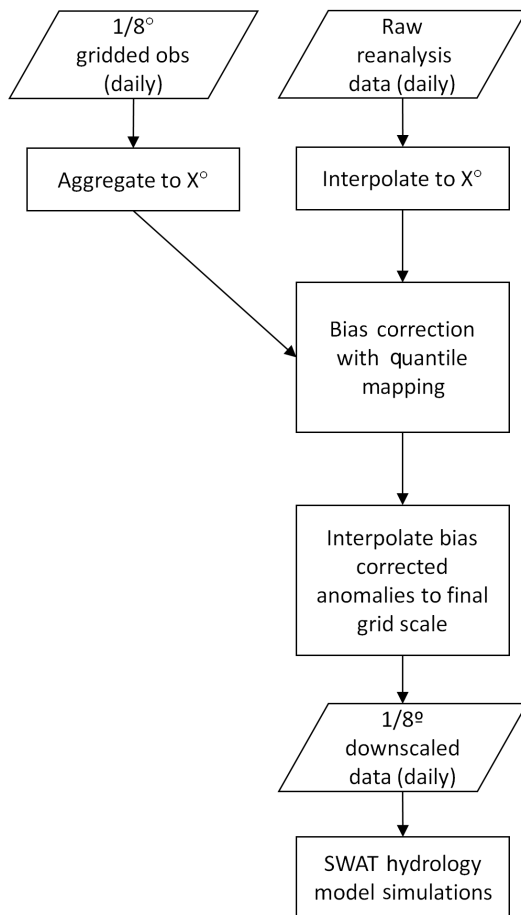 1/8°
gridded obs
(daily)
Raw
reanalysis
data (daily)
Aggregate to X°
Interpolate to X°
Bias correction
with quantile
mapping
Interpolate bias
corrected
anomalies to final
grid scale
1/8º
downscaled
data (daily)
SWAT hydrology
model simulations